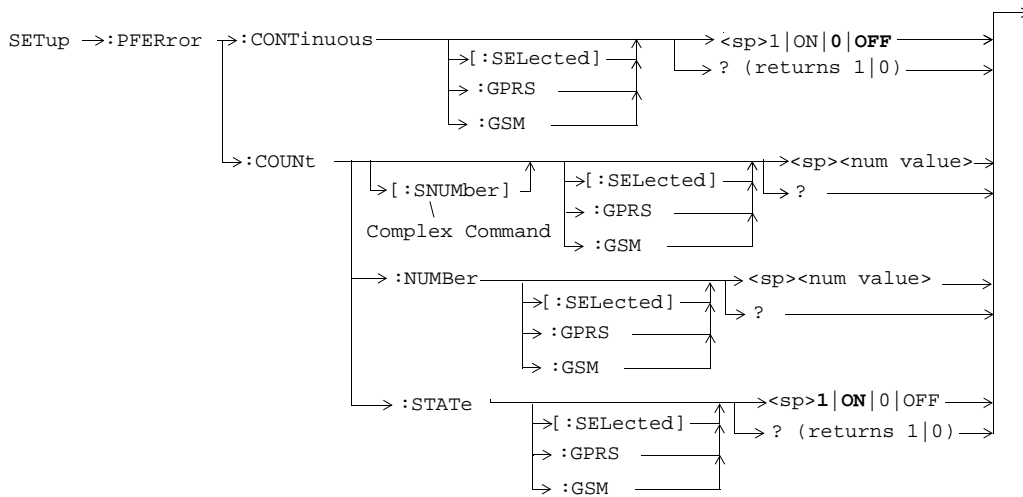 SETup :PFERror :CONTinuous <sp>1|ON|0|OFF
[:SELected] ? (returns 1|0)
:GPRS
:GSM
:COUNt <sp><num value>
[:SNUMber] [:SELected] ?
:GPRS
Complex Command
:GSM
:NUMBer <sp><num value>
[:SELected] ?
:GPRS
:GSM
:STATe <sp>1|ON|0|OFF
[:SELected] ? (returns 1|0)
:GPRS
:GSM